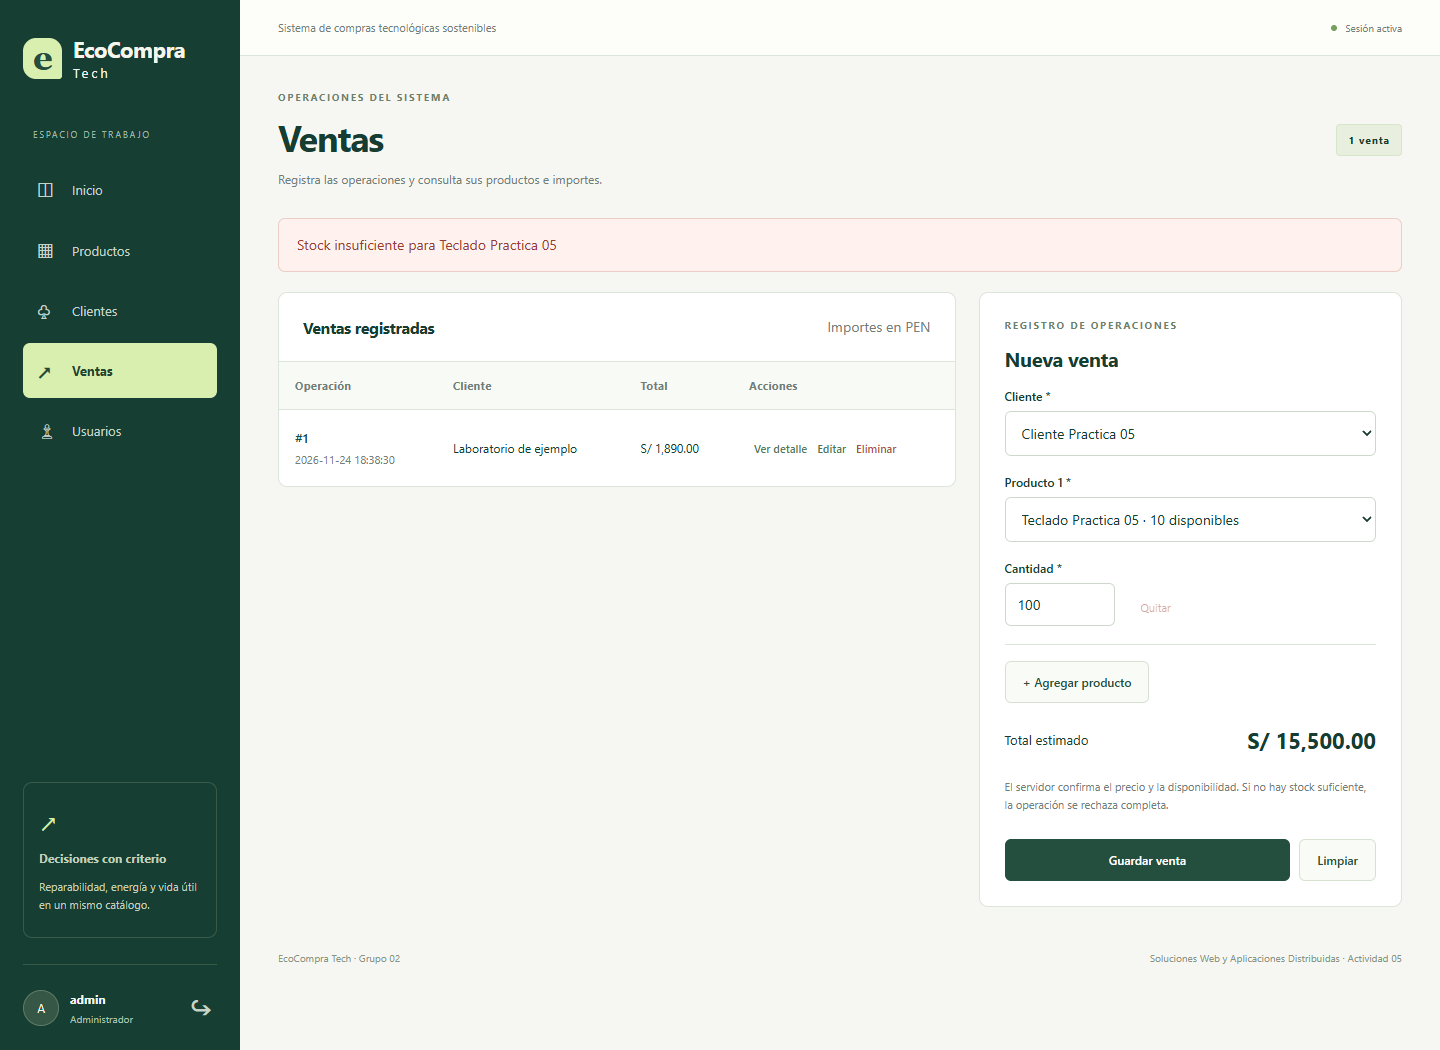 e
EcoCompra
Tech
ESPACIO DE TRABAJO
Inicio
Productos
Clientes
Ventas
Usuarios
Decisiones con criterio
Reparabilidad, energía y vida útil
en un mismo catálogo.
A
admin
Administrador
Sistema de compras tecnológicas sostenibles
Sesión activa
OPERACIONES DEL SISTEMA
Ventas
1 venta
Registra las operaciones y consulta sus productos e importes.
Stock insuficiente para Teclado Practica 05
Ventas registradas
Importes en PEN
Operación Cliente Total Acciones
#1
2026-11-24 18:38:30
Laboratorio de ejemplo
S/ 1,890.00
Ver detalle Editar Eliminar
REGISTRO DE OPERACIONES
Nueva venta
Cliente *
Cliente Practica 05
Producto 1 *
Teclado Practica 05 · 10 disponibles
Cantidad *
100
Quitar
+ Agregar producto
Total estimado
S/ 15,500.00
El servidor confirma el precio y la disponibilidad. Si no hay stock suficiente,
la operación se rechaza completa.
Guardar venta
Limpiar
EcoCompra Tech · Grupo 02
Soluciones Web y Aplicaciones Distribuidas · Actividad 05